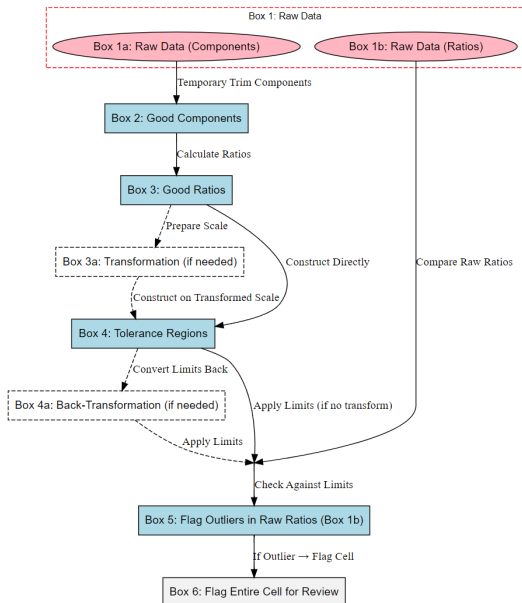 Box 1: Raw Data
Box 1a: Raw Data (Components)
Box 1b: Raw Data (Ratios)
Temporary Trim Components
Box 2: Good Components
Calculate Ratios
Box 3: Good Ratios
Prepare Scale
Box 3a: Transformation (if needed)
Construct Directly
Compare Raw Ratios
Construct on Transformed Scale
Box 4: Tolerance Regions
Convert Limits Back
Box 4a: Back-Transformation (if needed)
Apply Limits (if no transform)
Apply Limits
Check Against Limits
Box 5: Flag Outliers in Raw Ratios (Box 1b)
If Outlier → Flag Cell
Box 6: Flag Entire Cell for Review